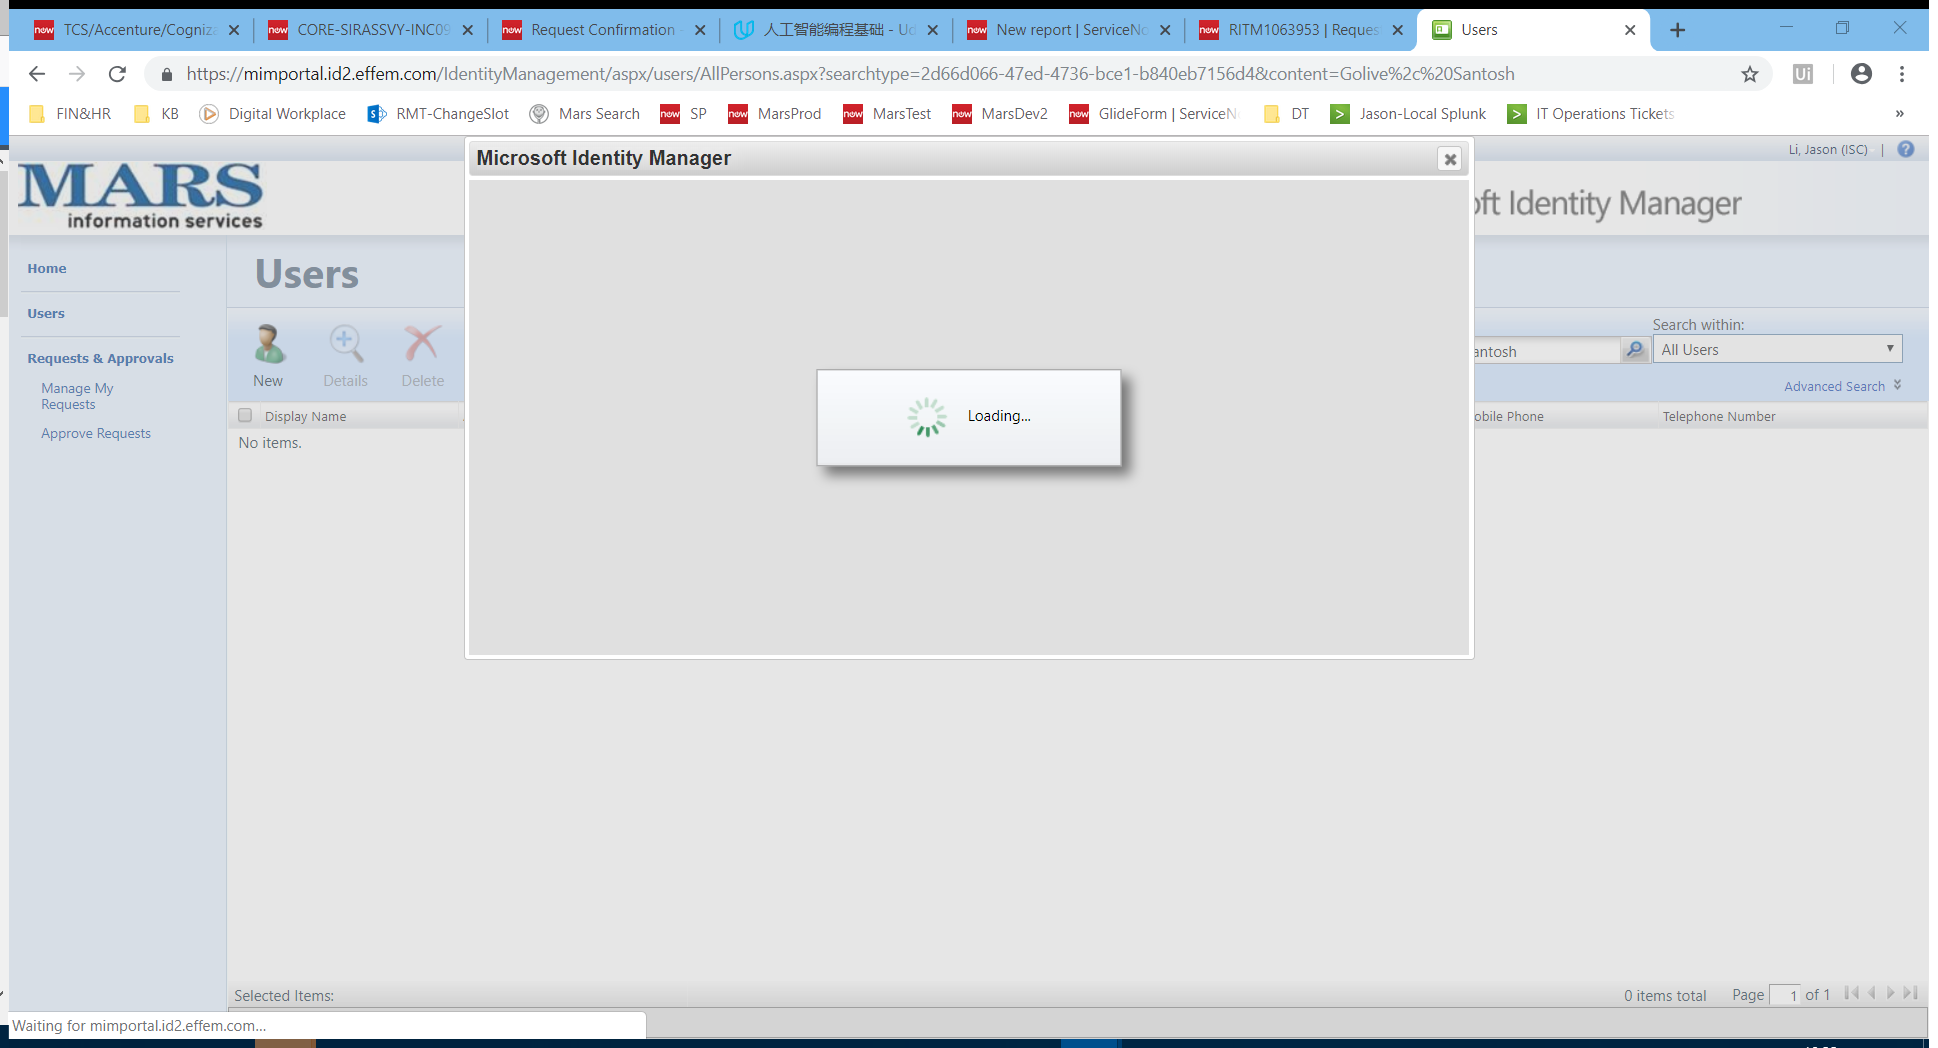 TCS/Accenture/Cogniza
CORE-SIRASSVY-INC09
Request Confirmation
人工智能编程基础 - Ud
New report | ServiceNo
RITM1063953 | Reques
Users
https://mimportal.id2.effem.com/IdentityManagement/aspx/users/AllPersons.aspx?searchtype=2d66d066-47ed-4736-bce1-b840eb7156d4&content=Golive%2c%20Santosh
Ui
FIN&HR
KB
Digital Workplace
RMT-ChangeSlot
Mars Search
now SP
now MarsProd
now MarsTest
now MarsDev2
now GlideForm | ServiceN
DT
Jason-Local Splunk
IT Operations Tickets
»
Microsoft Identity Manager
Li, Jason (ISC) |
MARS
information services
oft Identity Manager
Home
Users
Requests & Approvals
Manage My
Requests
Approve Requests
Users
New
Details
Delete
Search within:
antosh
All Users
Advanced Search
Display Name
obile Phone
Telephone Number
No items.
Loading...
Selected Items:
0 items total
Page 1 of 1
Waiting for mimportal.id2.effem.com...